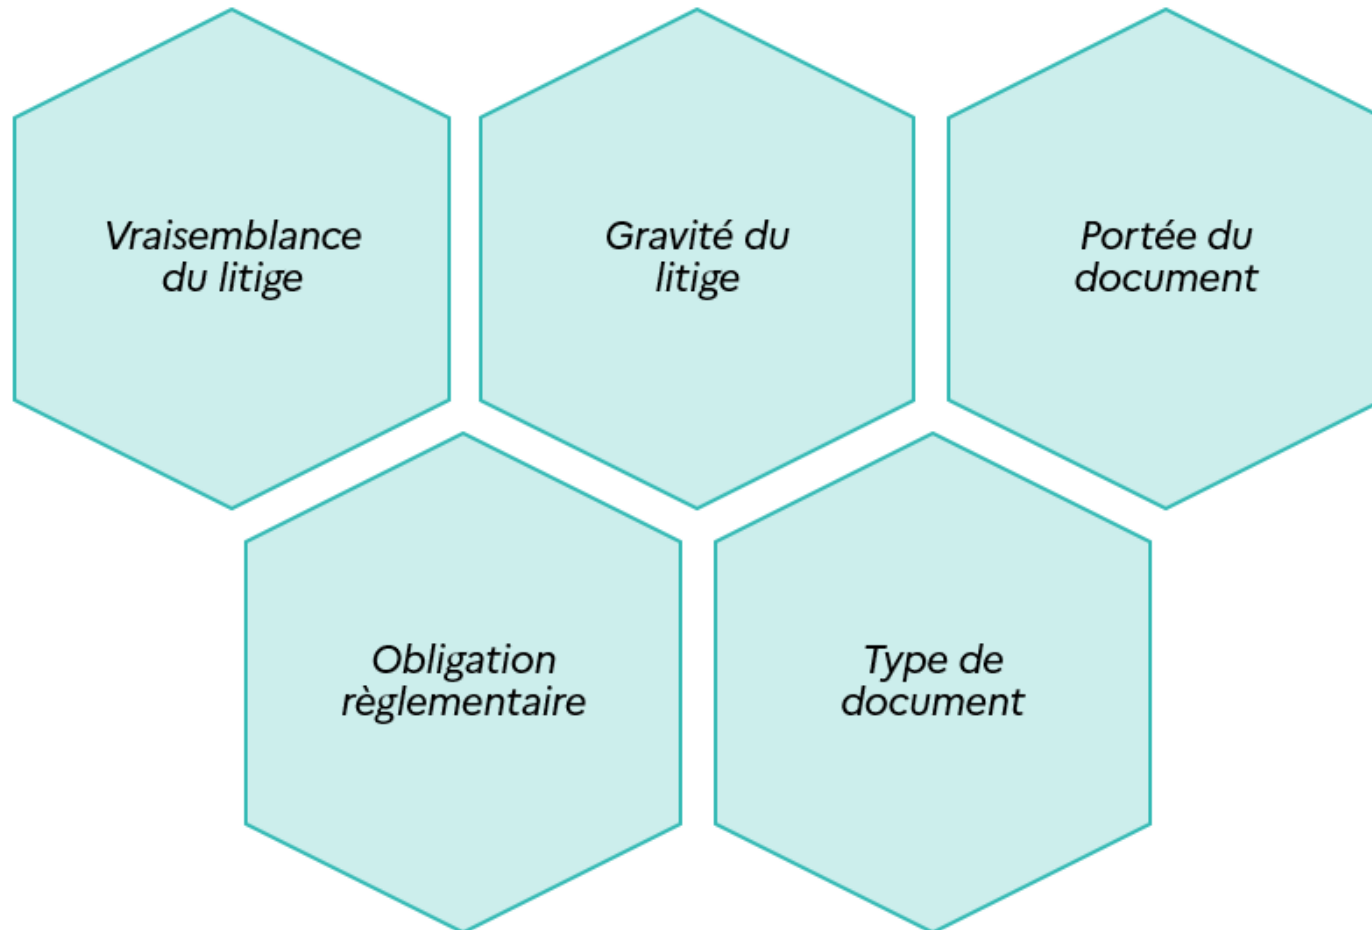 Vraisemblance
du litige
Gravité du
litige
Portée du
document
Obligation
règlementaire
Type de
document